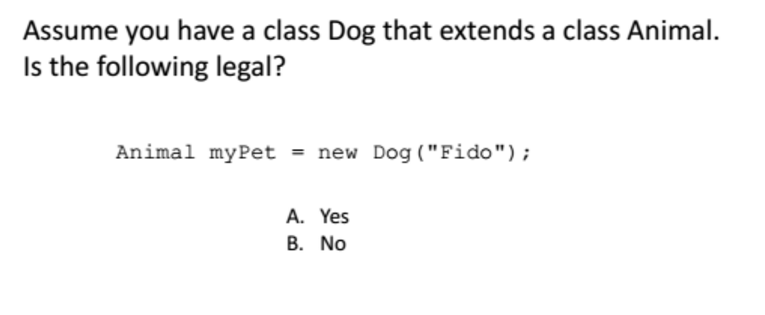 Assume you have a class Dog that extends a class Animal.
Is the following legal?
Animal myPet = new Dog("Fido");
A. Yes
B. No